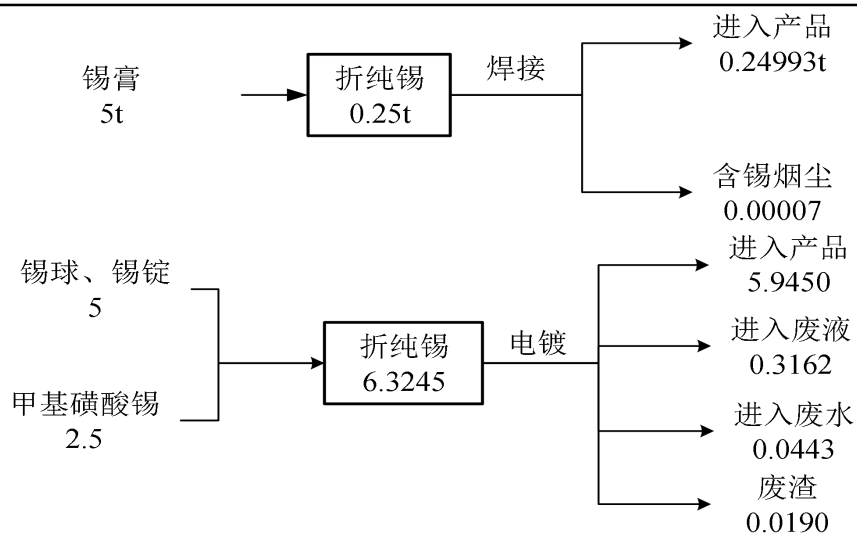 锡膏
5t
折纯锡
0.25t
焊接
进入产品
0.24993t
含锡烟尘
0.00007
锡球、锡锭
5
甲基磺酸锡
2.5
折纯锡
6.3245
电镀
进入产品
5.9450
进入废液
0.3162
进入废水
0.0443
废渣
0.0190